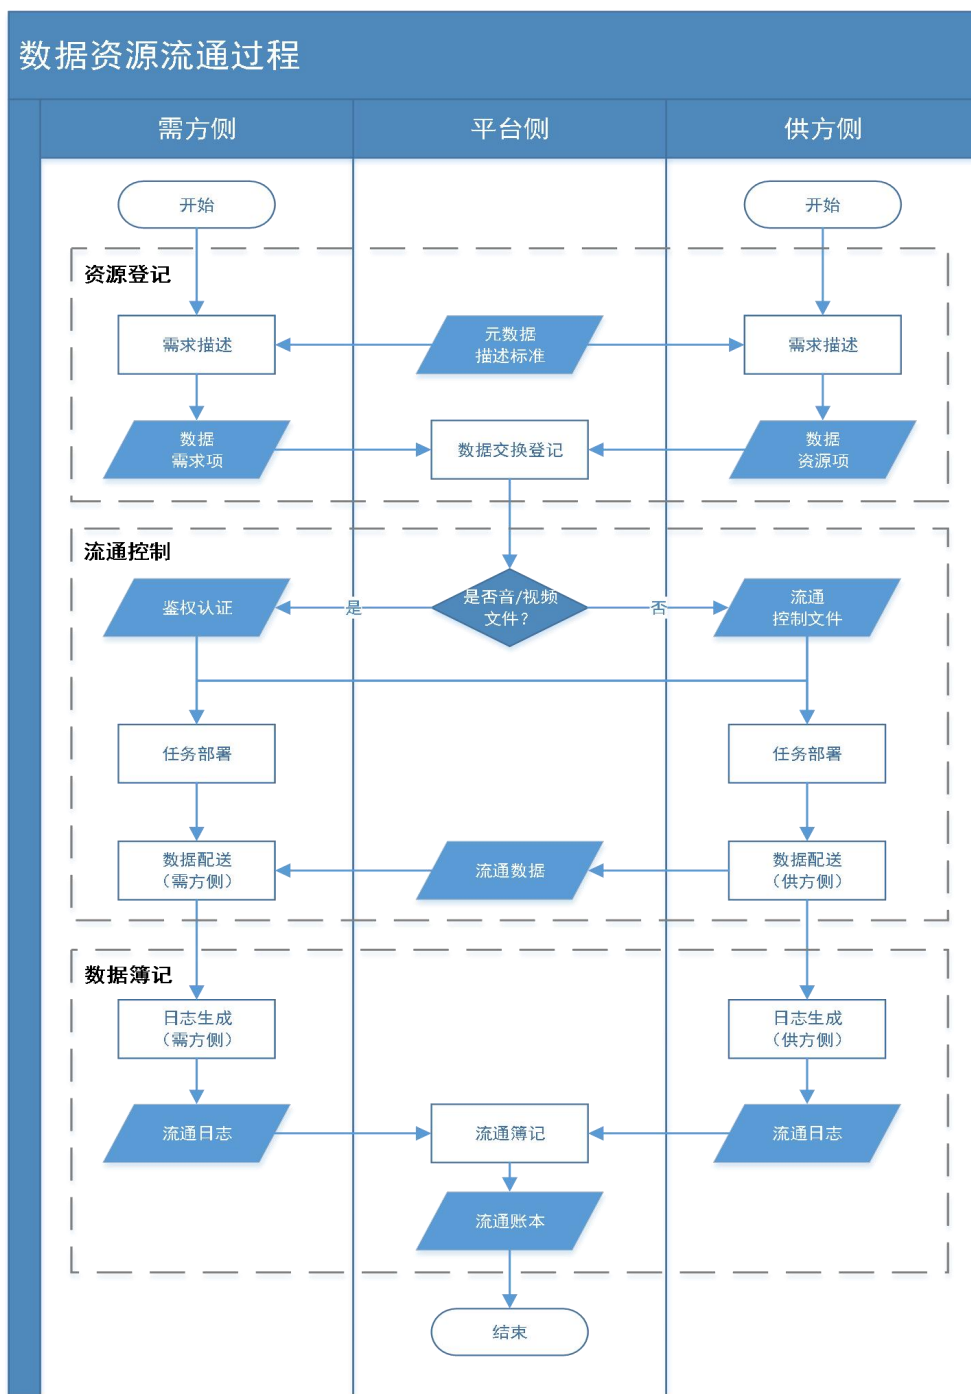 数据资源流通过程
需方侧
平台侧
供方侧
开始
开始
资源登记
需求描述
元数据
描述标准
需求描述
数据
需求项
数据交换登记
数据
资源项
流通控制
鉴权认证
是
是否音/视频
文件?
否
流通
控制文件
任务部署
任务部署
数据配送
(需方侧)
流通数据
数据配送
(供方侧)
数据簿记
日志生成
(需方侧)
日志生成
(供方侧)
流通日志
流通簿记
流通日志
流通账本
结束